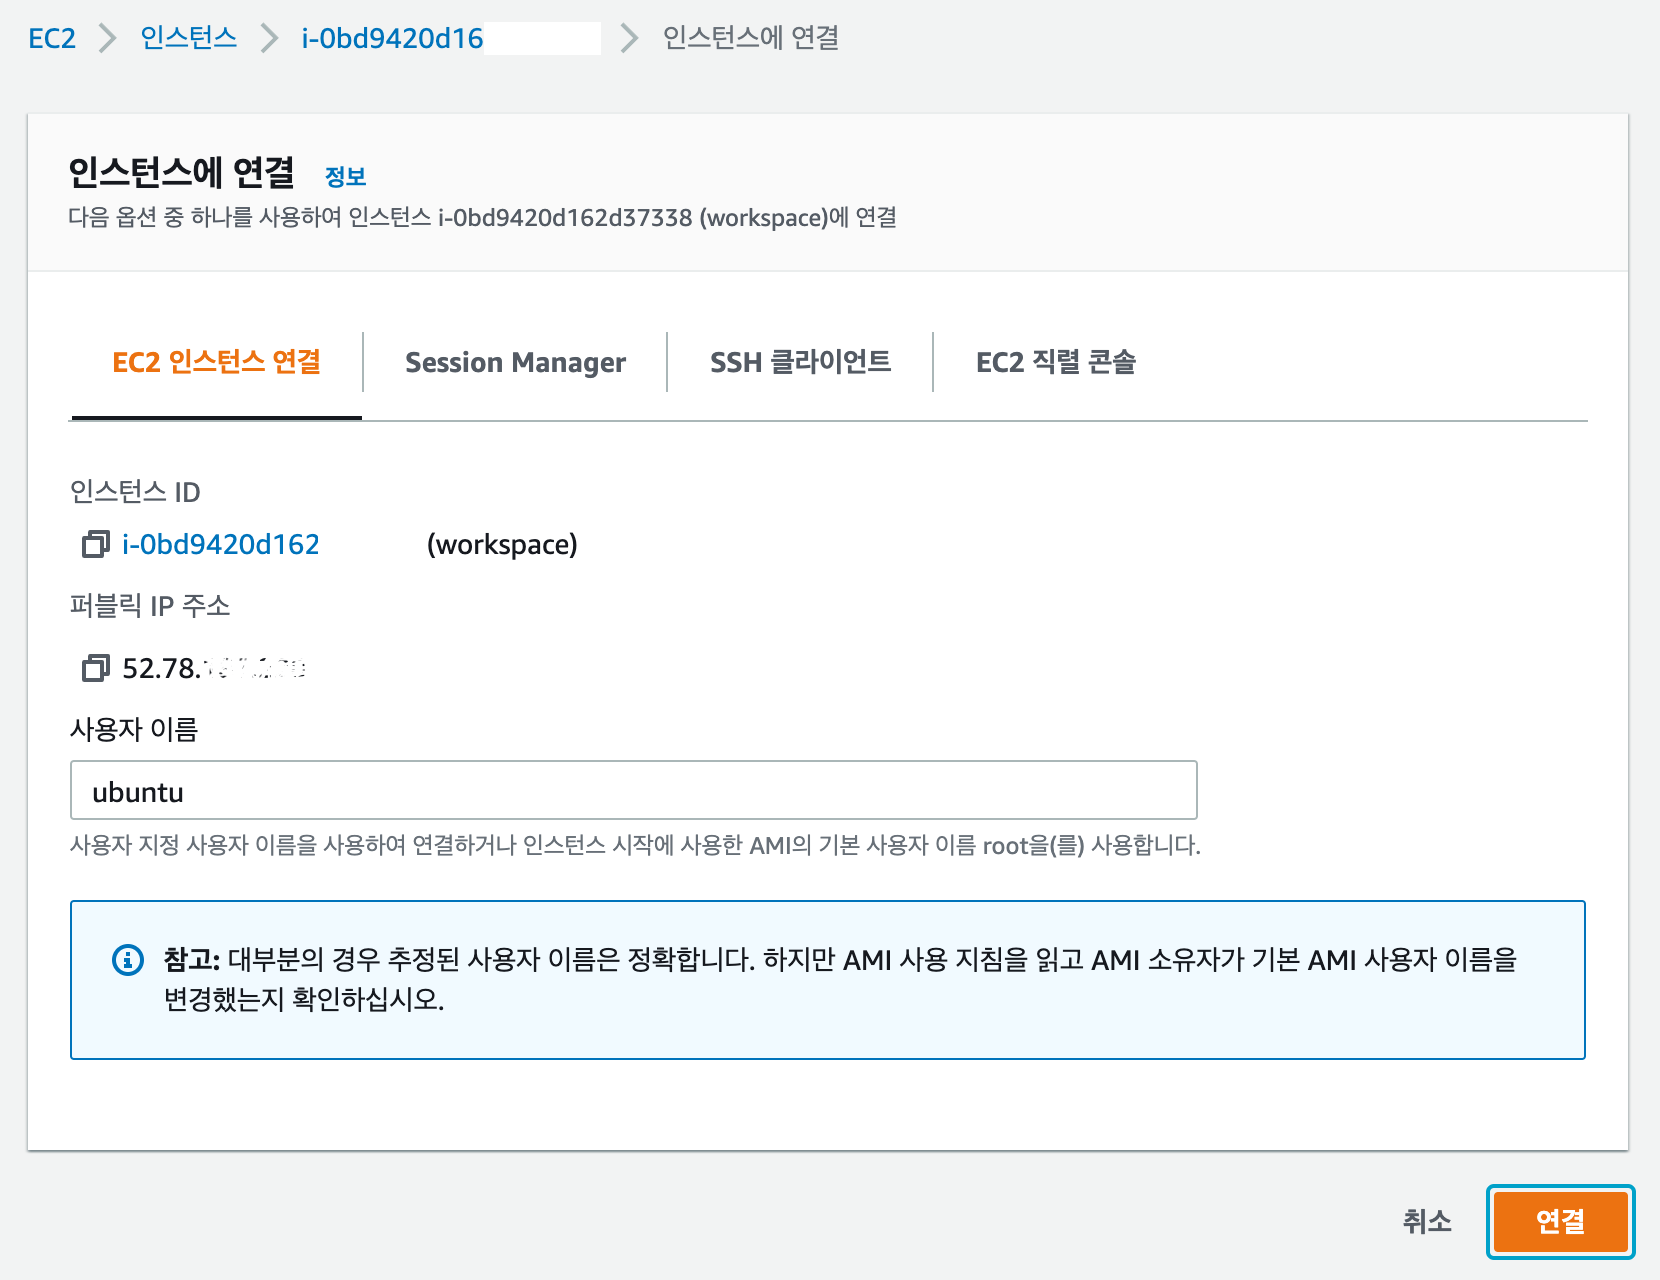 EC2 > 인스턴스 > i-0bd9420d16 > 인스턴스에 연결
인스턴스에 연결 정보
다음 옵션 중 하나를 사용하여 인스턴스 i-0bd9420d162d37338 (workspace)에 연결
EC2 인스턴스 연결 Session Manager SSH 클라이언트 EC2 직렬 콘솔
인스턴스 ID
i-0bd9420d162 (workspace)
퍼블릭 IP 주소
52.78.
사용자 이름
ubuntu
사용자 지정 사용자 이름을 사용하여 연결하거나 인스턴스 시작에 사용한 AMI의 기본 사용자 이름 root을(를) 사용합니다.
참고: 대부분의 경우 추정된 사용자 이름은 정확합니다. 하지만 AMI 사용 지침을 읽고 AMI 소유자가 기본 AMI 사용자 이름을
변경했는지 확인하십시오.
취소 연결